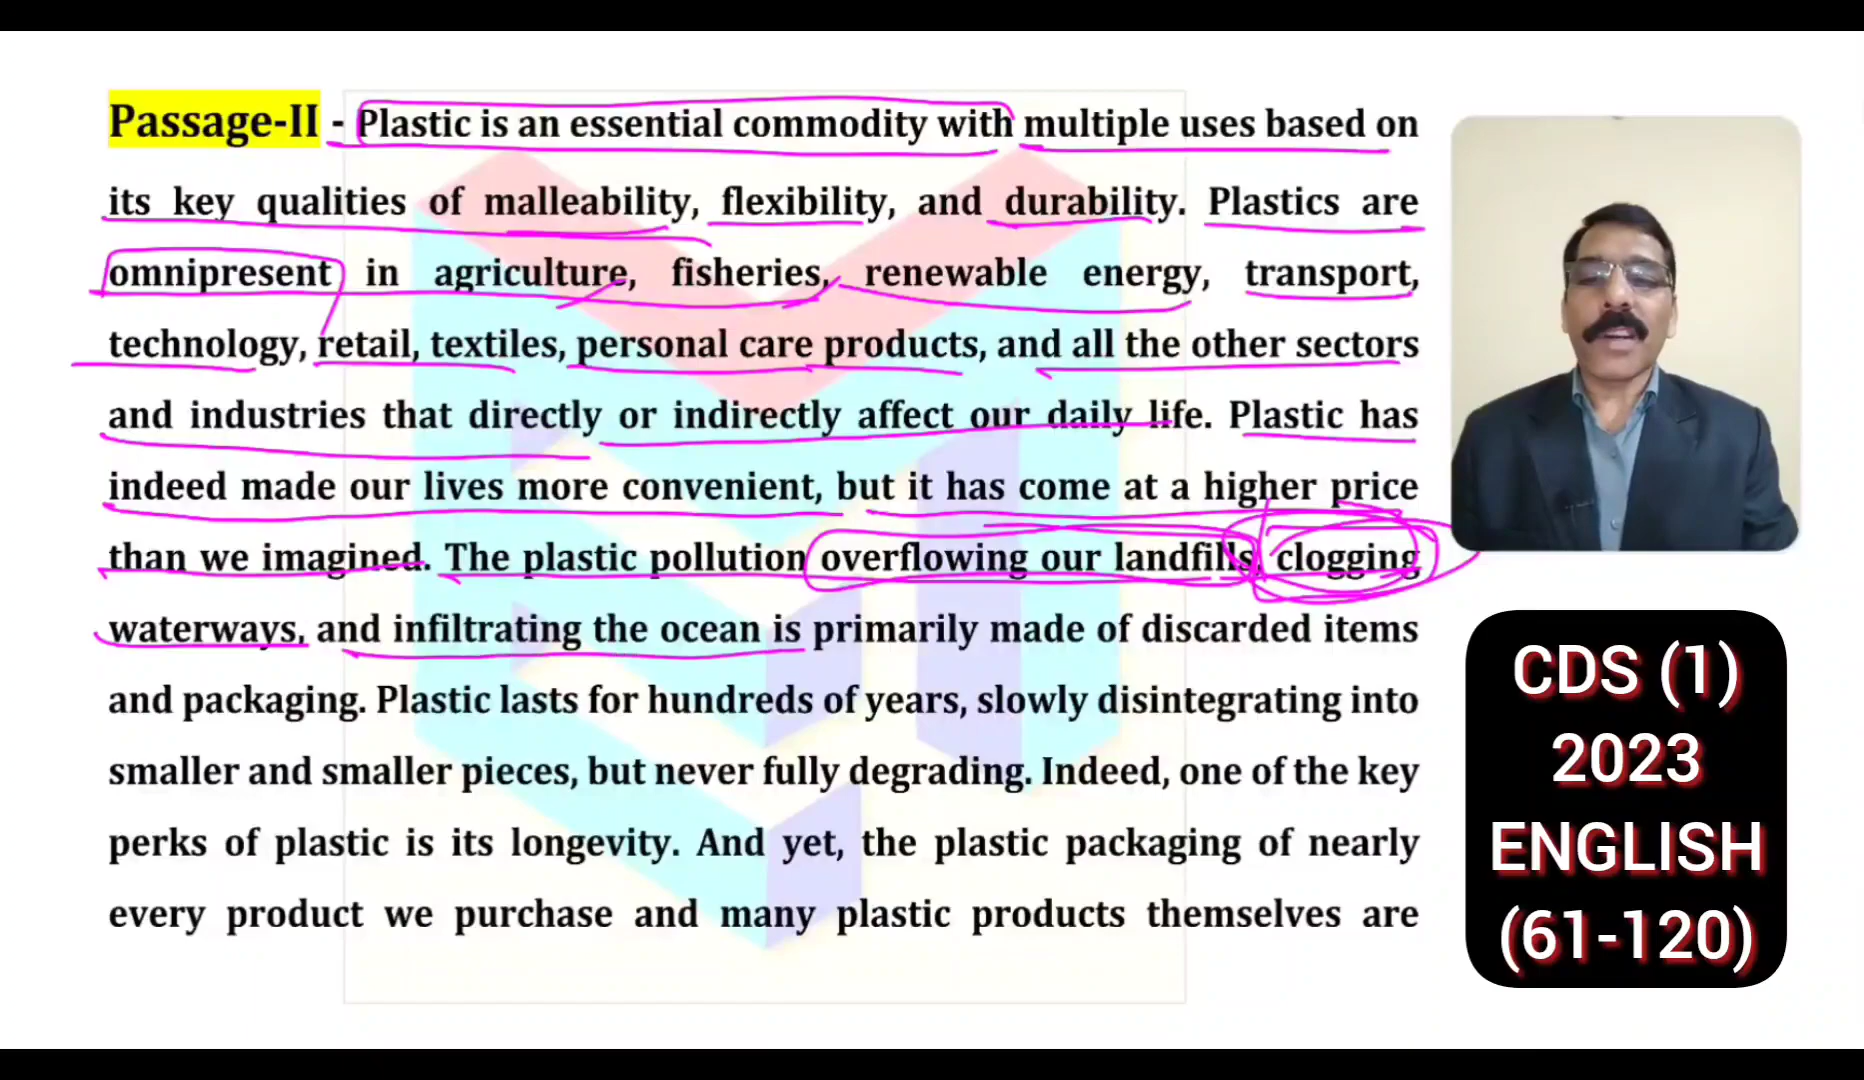 Passage-II - Plastic is an essential commodity with multiple uses based on
its key qualities of malleability, flexibility, and durability. Plastics are
omnipresent in agriculture, fisheries, renewable energy, transport,
technology, retail, textiles, personal care products, and all the other sectors
and industries that directly or indirectly affect our daily life. Plastic has
indeed made our lives more convenient, but it has come at a higher price
than we imagined. The plastic pollution overflowing our landfills, clogging
waterways, and infiltrating the ocean is primarily made of discarded items
and packaging. Plastic lasts for hundreds of years, slowly disintegrating into
smaller and smaller pieces, but never fully degrading. Indeed, one of the key
perks of plastic is its longevity. And yet, the plastic packaging of nearly
every product we purchase and many plastic products themselves are
CDS (1)
2023
ENGLISH
(61-120)